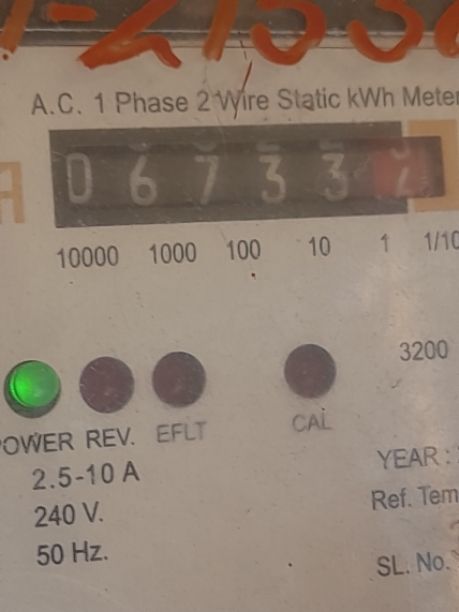 A.C. 1 Phase 2 Wire Static kWh Meter
0 6 7 3 3
10000 1000 100 10 1 1/10
3200
POWER REV. EFLT CAL
2.5-10 A
YEAR :
240 V.
Ref. Tem
50 Hz.
SL. No.